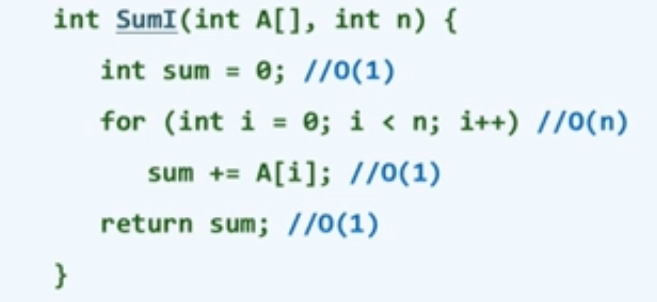 int SumI(int A[], int n) {
int sum = 0; //O(1)
for (int i = 0; i < n; i++) //O(n)
sum += A[i]; //O(1)
return sum; //O(1)
}